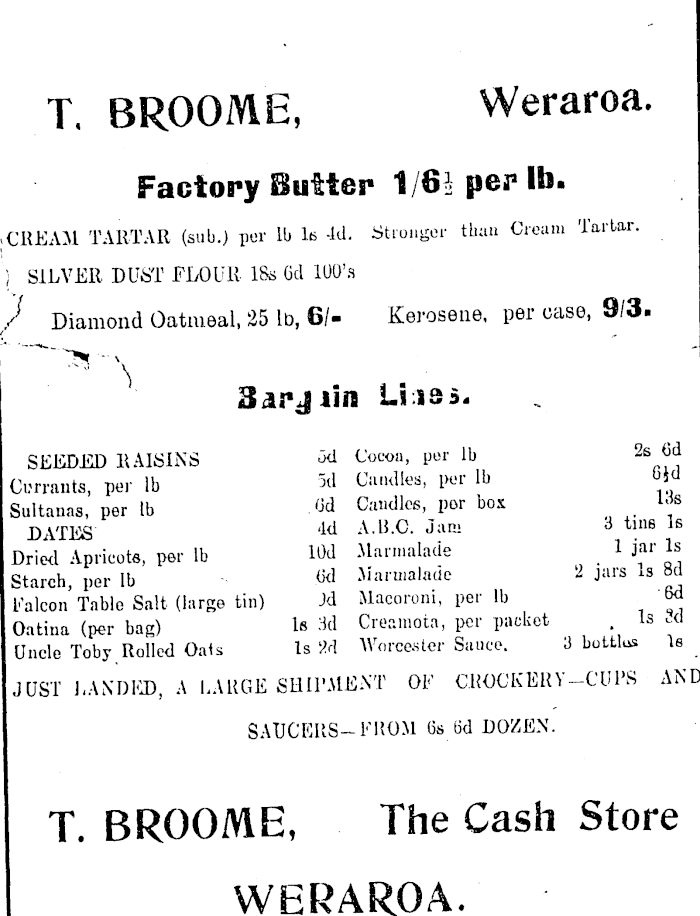 T. BROOME, Weraroa.
Factory Butter 1/6½ per lb.
CREAM TARTAR (sub.) per lb 1s 4d. Stronger than Cream Tartar.
SILVER DUST FLOUR 18s 6d 100's
Diamond Oatmeal, 25 lb, 6/- Kerosene, per case, 9/3.
Bargain Lines.
SEEDED RAISINS 5d
Currants, per lb 5d
Sultanas, per lb 6d
DATES 4d
Dried Apricots, per lb 10d
Starch, per lb 6d
Falcon Table Salt (large tin)
Oatina (per bag) 1s 3d
Uncle Toby Rolled Oats 1s 2d
Cocoa, per lb 2s 6d
Candles, per lb 6½d
Candles, per box 13s
A.B.C. Jam 3 tins 1s
Marmalade 1 jar 1s
Marmalade 2 jars 1s 8d
Macoroni, per lb 6d
Creamota, per packet 1s
Worcester Sauce. 3 bottles 1s
JUST LANDED, A LARGE SHIPMENT OF CROCKERY—CUPS AND
SAUCERS—FROM 6s 6d DOZEN.
T. BROOME, The Cash Store
WERAROA.